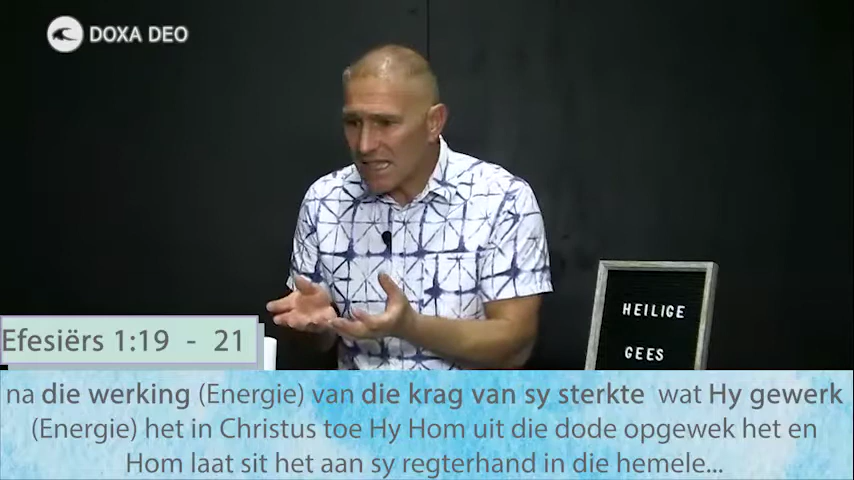 DOXA DEO
HEILIGE
GEES
Efesiërs 1:19 - 21
na die werking (Energie) van die krag van sy sterkte wat Hy gewerk
(Energie) het in Christus toe Hy Hom uit die dode opgewek het en
Hom laat sit het aan sy regterhand in die hemele...